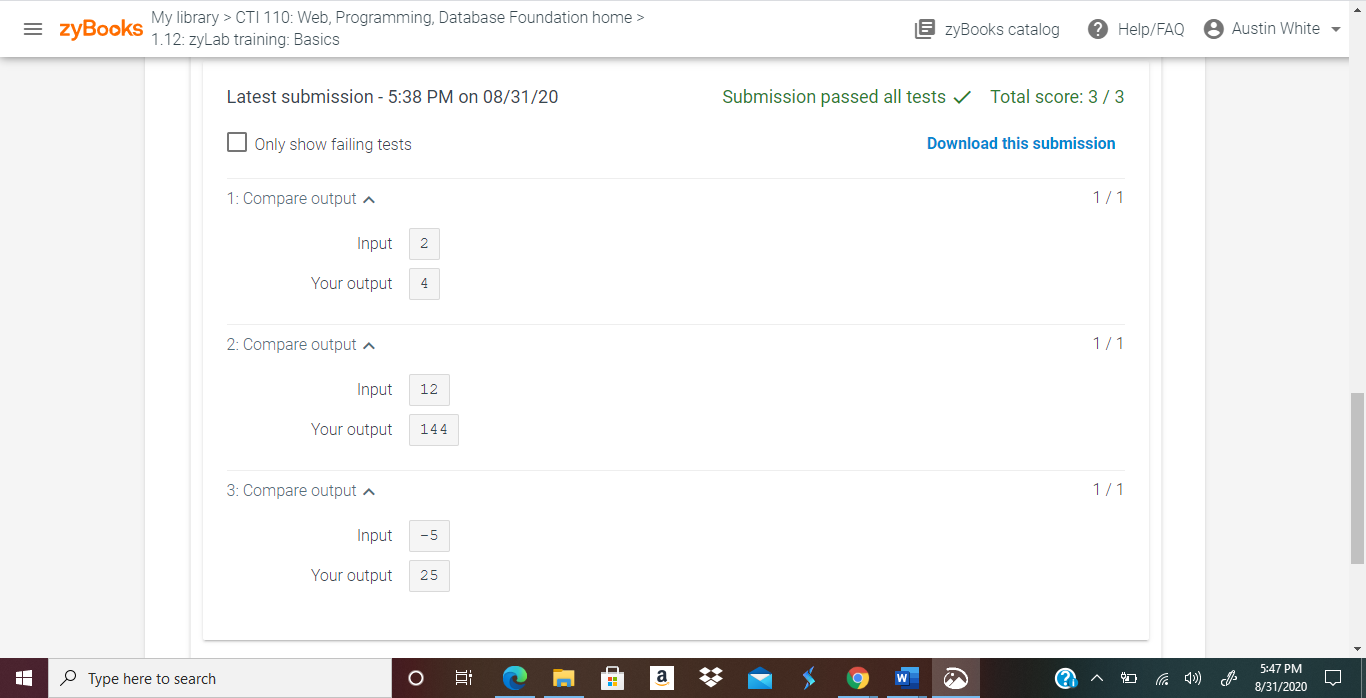 zyBooks
My library > CTI 110: Web, Programming, Database Foundation home >
1.12: zyLab training: Basics
zyBooks catalog
Help/FAQ
Austin White
Latest submission - 5:38 PM on 08/31/20
Submission passed all tests
Total score: 3 / 3
Only show failing tests
Download this submission
1: Compare output
1 / 1
Input
2
Your output
4
2: Compare output
1 / 1
Input
12
Your output
144
3: Compare output
1 / 1
Input
-5
Your output
25
Type here to search
5:47 PM
8/31/2020